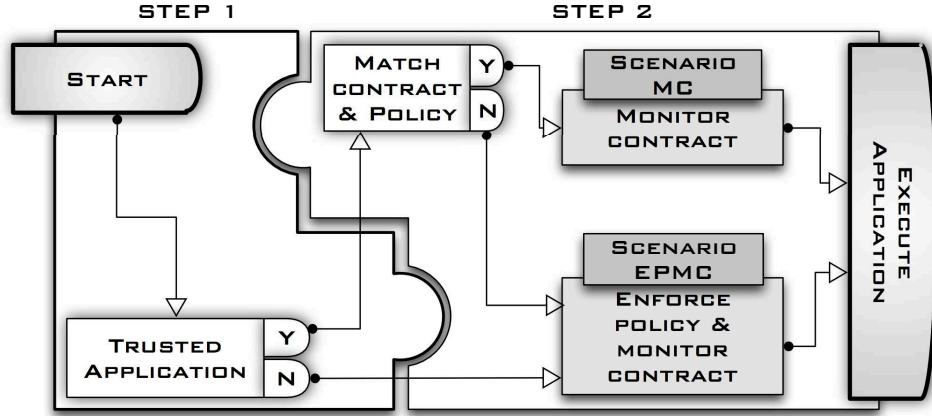 STEP 1
STEP 2
START
TRUSTED
APPLICATION
Y
N
MATCH
CONTRACT
& POLICY
Y
N
SCENARIO
MC
MONITOR
CONTRACT
SCENARIO
EPMC
ENFORCE
POLICY &
MONITOR
CONTRACT
EXECUTE
APPLICATION